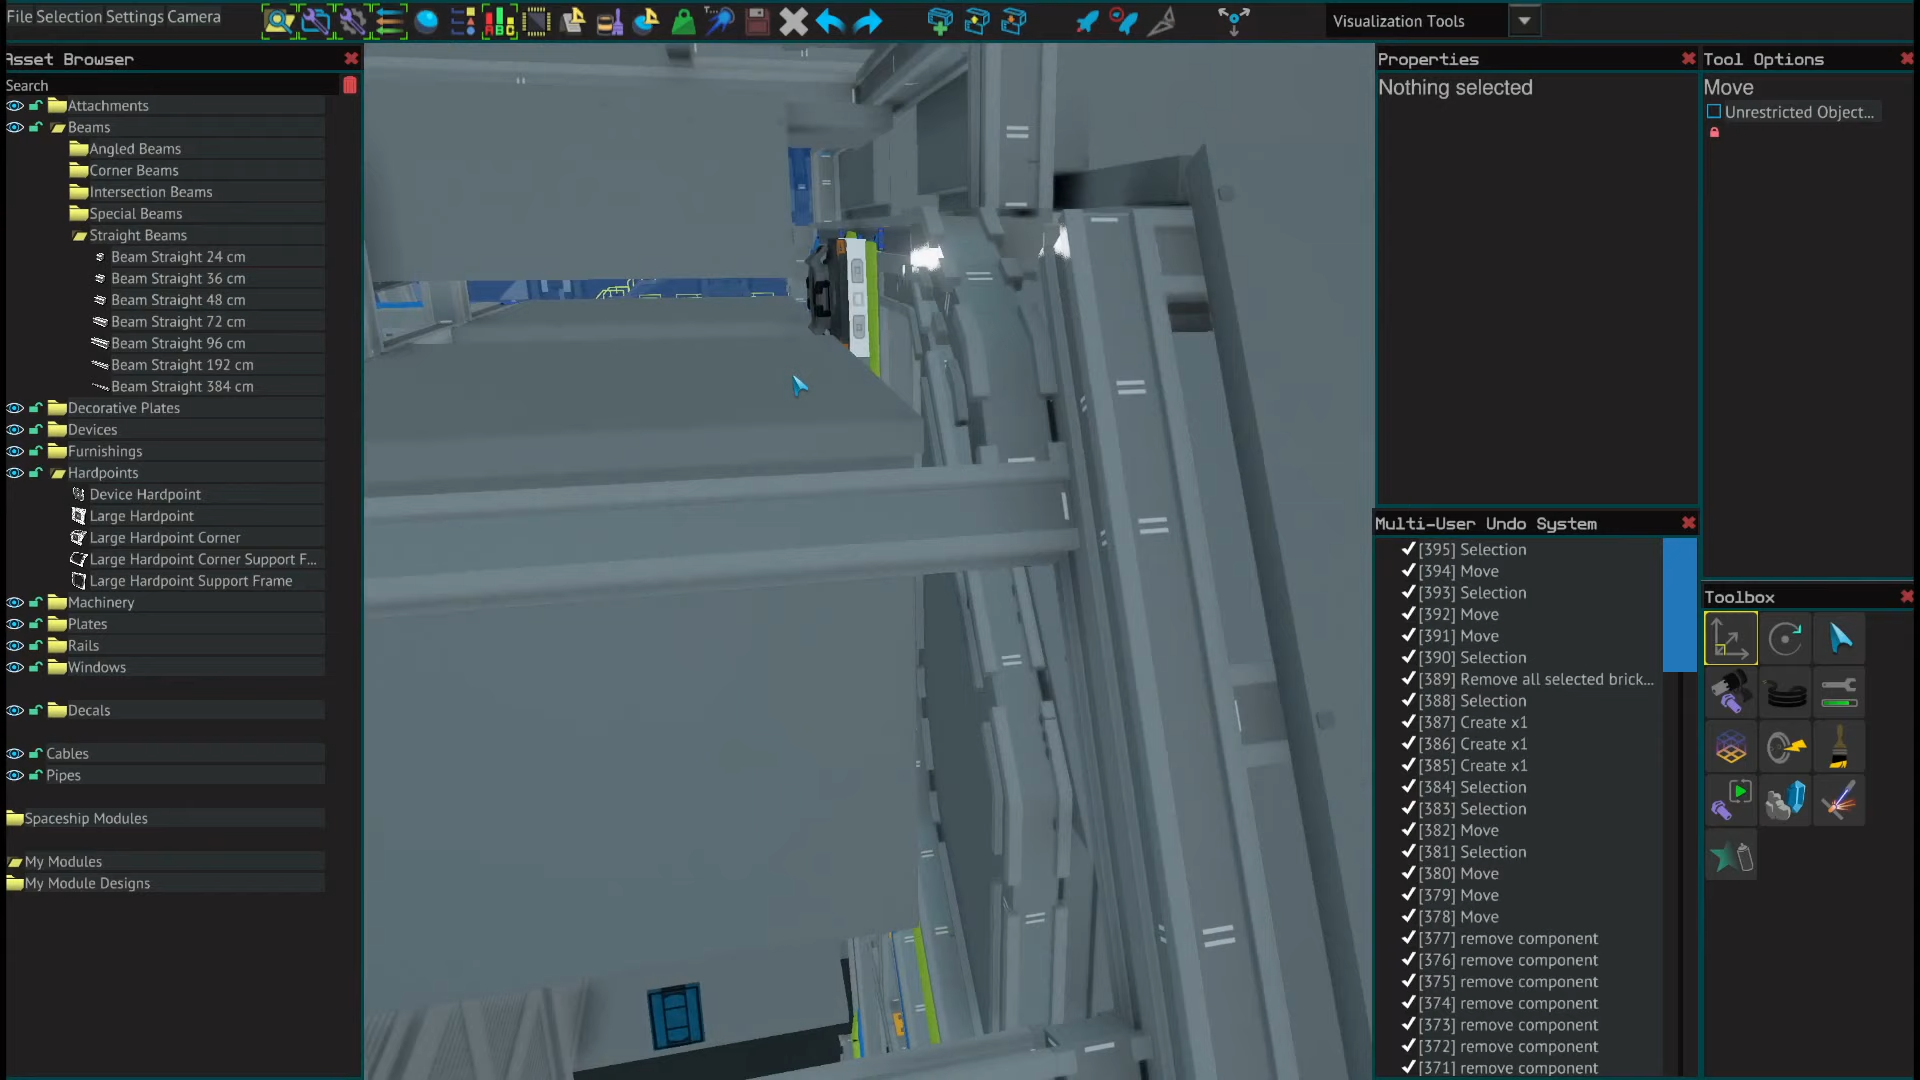 File Selection Settings Camera
Visualization Tools
Asset Browser
Search
Attachments
Beams
Angled Beams
Corner Beams
Intersection Beams
Special Beams
Straight Beams
Beam Straight 24 cm
Beam Straight 36 cm
Beam Straight 48 cm
Beam Straight 72 cm
Beam Straight 96 cm
Beam Straight 192 cm
Beam Straight 384 cm
Decorative Plates
Devices
Furnishings
Hardpoints
Device Hardpoint
Large Hardpoint
Large Hardpoint Corner
Large Hardpoint Corner Support F...
Large Hardpoint Support Frame
Machinery
Plates
Rails
Windows
Decals
Cables
Pipes
Spaceship Modules
My Modules
My Module Designs
Properties
Nothing selected
Tool Options
Move
Unrestricted Object...
Multi-User Undo System
[395] Selection
[394] Move
[393] Selection
[392] Move
[391] Move
[390] Selection
[389] Remove all selected brick...
[388] Selection
[387] Create x1
[386] Create x1
[385] Create x1
[384] Selection
[383] Selection
[382] Move
[381] Selection
[380] Move
[379] Move
[378] Move
[377] remove component
[376] remove component
[375] remove component
[374] remove component
[373] remove component
[372] remove component
[371] remove component
Toolbox